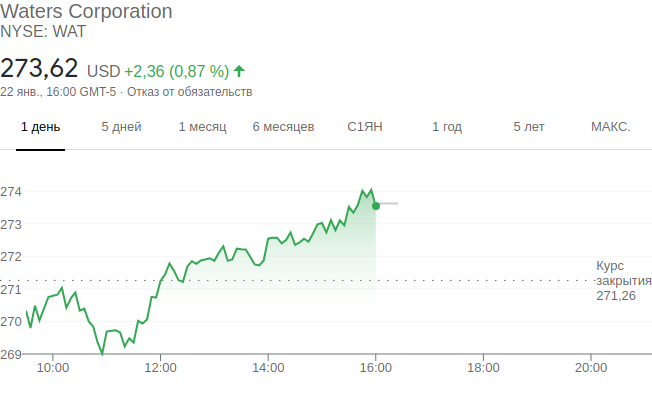 Waters Corporation
NYSE: WAT
273,62 USD +2,36 (0,87 %)
22 янв., 16:00 GMT-5 · Отказ от обязательств
1 день 5 дней 1 месяц 6 месяцев С1ЯН 1 год 5 лет МАКС.
274
273
272
Курс
закрытия
271,26
271
270
269
10:00 12:00 14:00 16:00 18:00 20:00